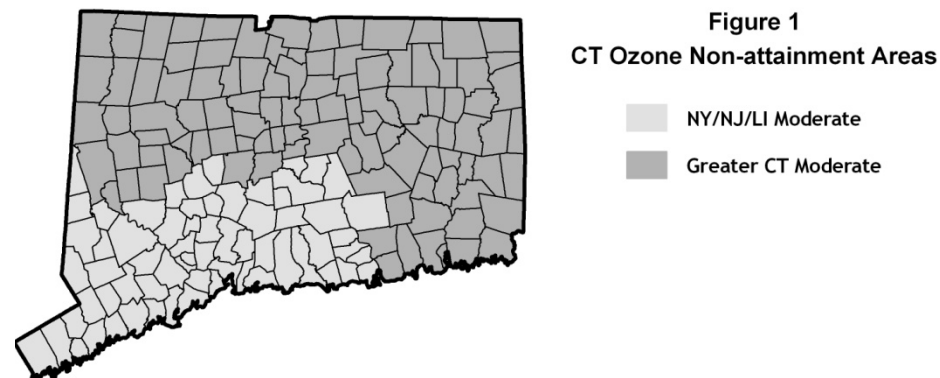 Figure 1
CT Ozone Non-attainment Areas
NY/NJ/LI Moderate
Greater CT Moderate